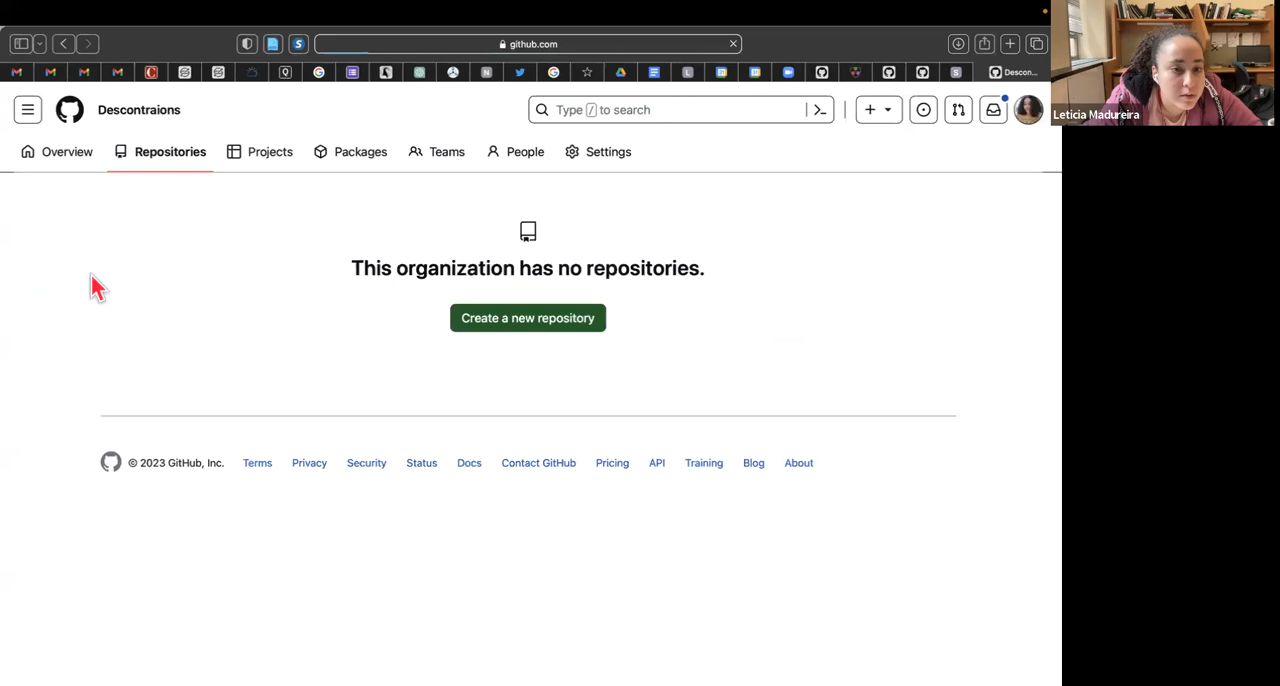 github.com
Descon...
Descontraions
Type / to search
Leticia Madureira
Overview Repositories Projects Packages Teams People Settings
This organization has no repositories.
Create a new repository
© 2023 GitHub, Inc. Terms Privacy Security Status Docs Contact GitHub Pricing API Training Blog About